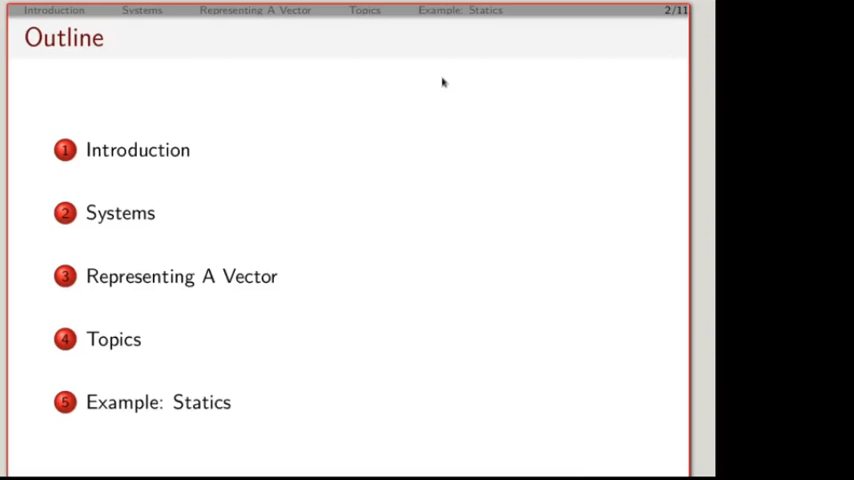 Introduction Systems Representing A Vector Topics Example: Statics 2/11
Outline
1 Introduction
2 Systems
3 Representing A Vector
4 Topics
5 Example: Statics